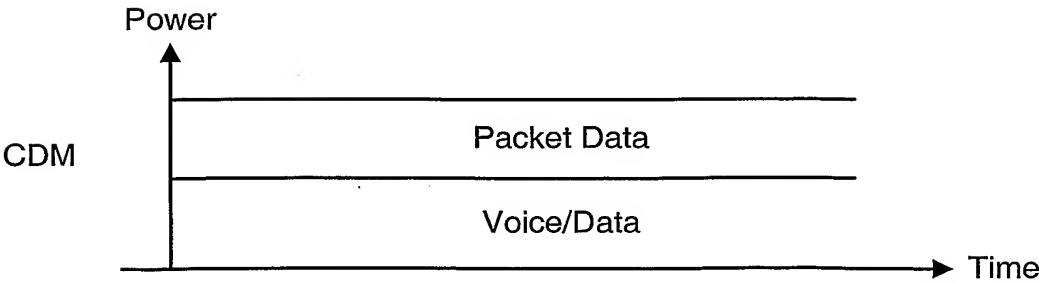 Power
Packet Data
CDM
Voice/Data
Time